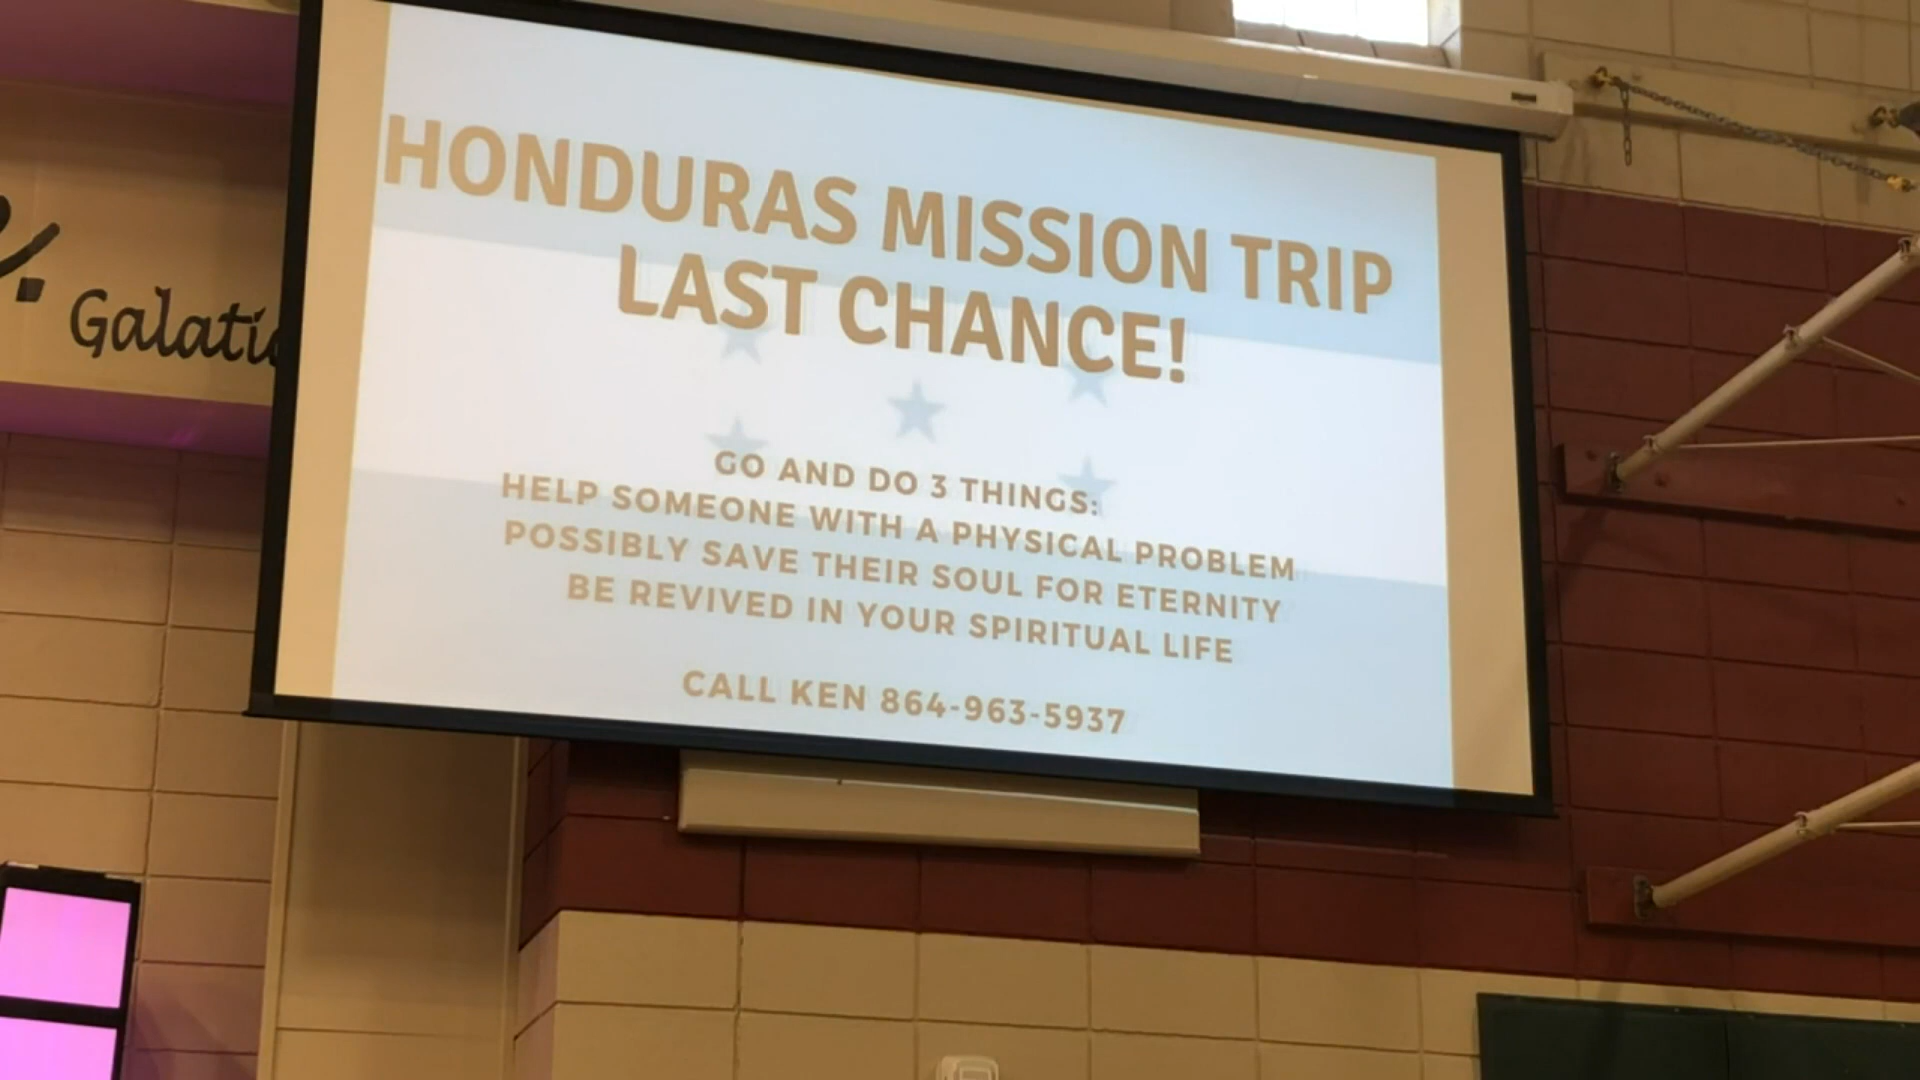 HONDURAS MISSION TRIP
LAST CHANCE!
GO AND DO 3 THINGS:
HELP SOMEONE WITH A PHYSICAL PROBLEM
POSSIBLY SAVE THEIR SOUL FOR ETERNITY
BE REVIVED IN YOUR SPIRITUAL LIFE
CALL KEN 864-963-5937